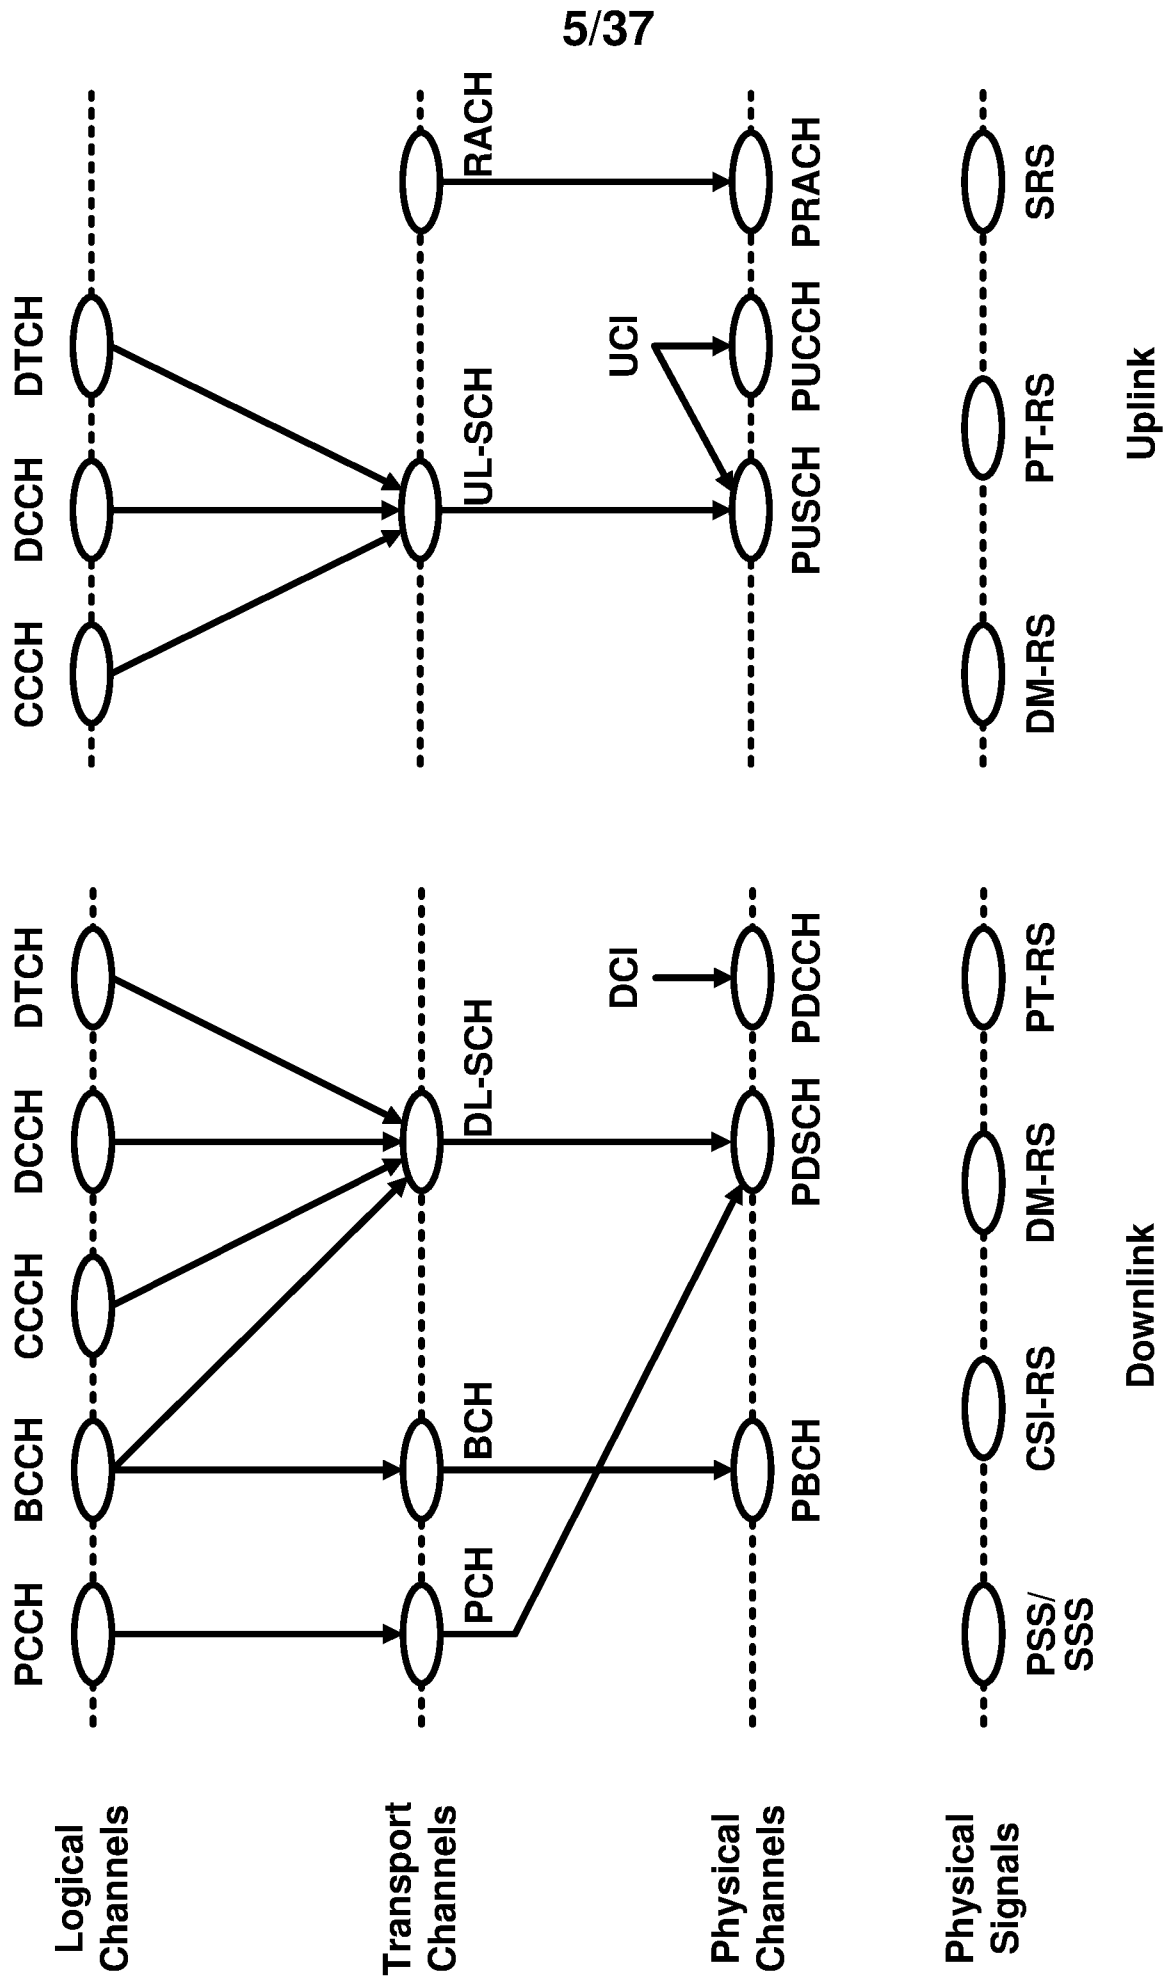 5/37
Logical
Channels
PCCH
BCCH
CCCH
DCCH
DTCH
CCCH
DCCH
DTCH
Transport
Channels
PCH
BCH
DL-SCH
UL-SCH
RACH
DCI
UCI
Physical
Channels
PBCH
PDSCH
PDCCH
PUSCH
PUCCH
PRACH
Physical
Signals
PSS/
SSS
CSI-RS
DM-RS
PT-RS
DM-RS
PT-RS
SRS
Downlink
Uplink